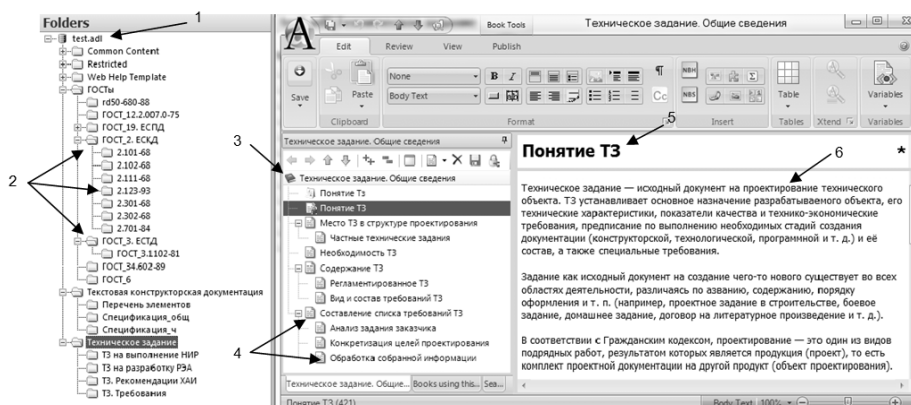 Folders
1
test.adl
Common Content
Restricted
Web Help Template
ГОСТы
rd50-680-88
ГОСТ_12.2.007.0-75
ГОСТ_19. ЕСПД
ГОСТ_2. ЕСКД
2.101-68
2.102-68
2
2.111-68
2.123-93
2.301-68
2.302-68
2.701-84
ГОСТ_3. ЕСТД
ГОСТ_3.1102-81
ГОСТ_34.602-89
ГОСТ_6
Текстовая конструкторская документация
Перечень элементов
Спецификация_общ
Спецификация_ч
Техническое задание
ТЗ на выполнение НИР
ТЗ на разработку РЭА
ТЗ. Рекомендации ХАИ
ТЗ. Требования
A
Book Tools
Техническое задание. Общие сведения
Edit Review View Publish
Save
Paste
Clipboard
None
Body Text
B I
¶
Cc
Format
NBH
NBS
Σ
Insert
Table
Tables
Xtend
Variables
Variables
3
Техническое задание. Общие сведения
Техническое задание. Общие сведения
Понятие Тз
Понятие ТЗ
Место ТЗ в структуре проектирования
Частные технические задания
Необходимость ТЗ
Содержание ТЗ
Регламентированное ТЗ
Вид и состав требований ТЗ
Составление списка требований ТЗ
4
Анализ задания заказчика
Конкретизация целей проектирования
Обработка собранной информации
Техническое задание. Общие... Books using this... Sea...
5
Понятие ТЗ *
6
Техническое задание — исходный документ на проектирование технического
объекта. ТЗ устанавливает основное назначение разрабатываемого объекта, его
технические характеристики, показатели качества и технико-экономические
требования, предписание по выполнению необходимых стадий создания
документации (конструкторской, технологической, программной и т. д.) и её
состав, а также специальные требования.
Задание как исходный документ на создание чего-то нового существует во всех
областях деятельности, различаясь по азванию, содержанию, порядку
оформления и т. п. (например, проектное задание в строительстве, боевое
задание, домашнее задание, договор на литературное произведение и т. д.).
В соответствии с Гражданским кодексом, проектирование — это один из видов
подрядных работ, результатом которых является продукция (проект), то есть
комплект проектной документации на другой продукт (объект проектирования).
Понятие ТЗ (421)
Body Text 100%